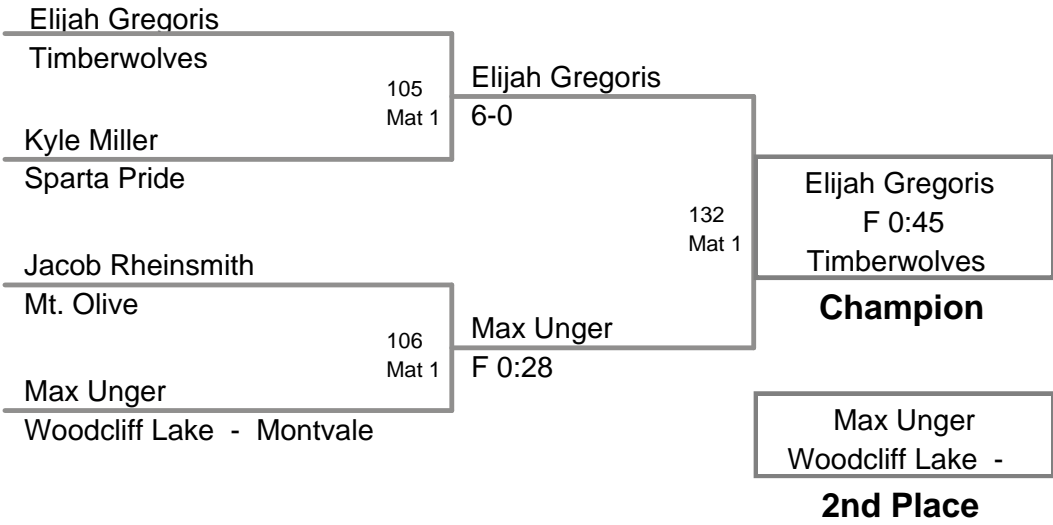 Elijah Gregoris
Timberwolves
105
Mat 1
Elijah Gregoris
6-0
Kyle Miller
Sparta Pride
132
Mat 1
Elijah Gregoris
F 0:45
Timberwolves
Champion
Jacob Rheinsmith
Mt. Olive
106
Mat 1
Max Unger
F 0:28
Max Unger
Woodcliff Lake - Montvale
Max Unger
Woodcliff Lake -
2nd Place